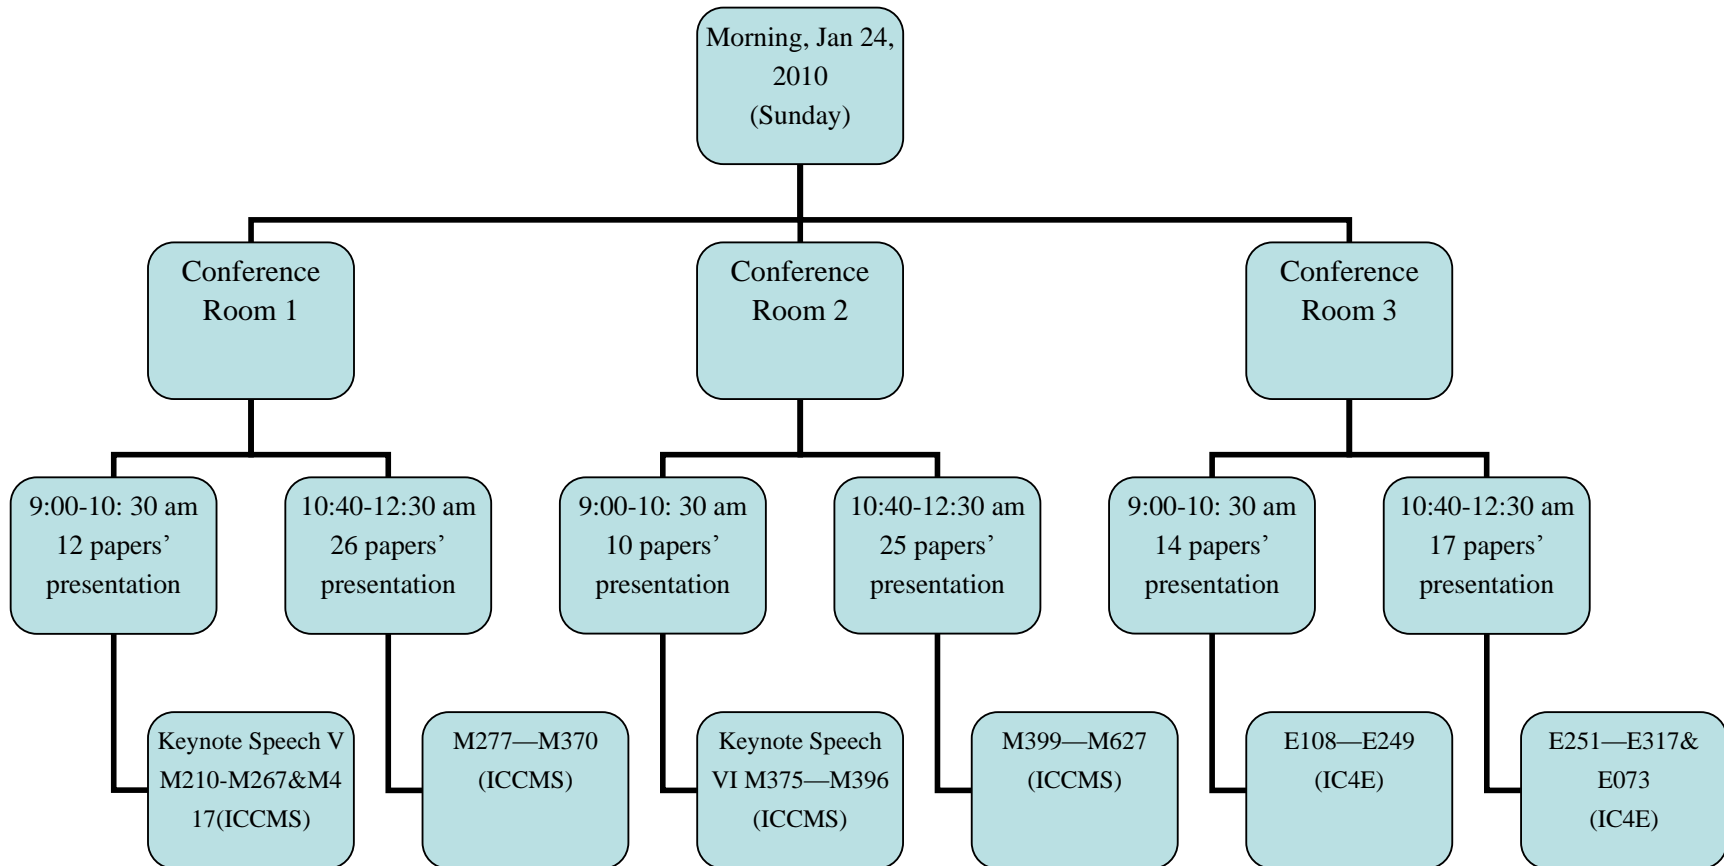 Morning, Jan 24,
2010
(Sunday)
Conference
Room 1
Conference
Room 2
Conference
Room 3
9:00-10: 30 am
12 papers’
presentation
10:40-12:30 am
26 papers’
presentation
9:00-10: 30 am
10 papers’
presentation
10:40-12:30 am
25 papers’
presentation
9:00-10: 30 am
14 papers’
presentation
10:40-12:30 am
17 papers’
presentation
Keynote Speech V
M210-M267&M4
17(ICCMS)
M277—M370
(ICCMS)
Keynote Speech
VI M375—M396
(ICCMS)
M399—M627
(ICCMS)
E108—E249
(IC4E)
E251—E317&
E073
(IC4E)